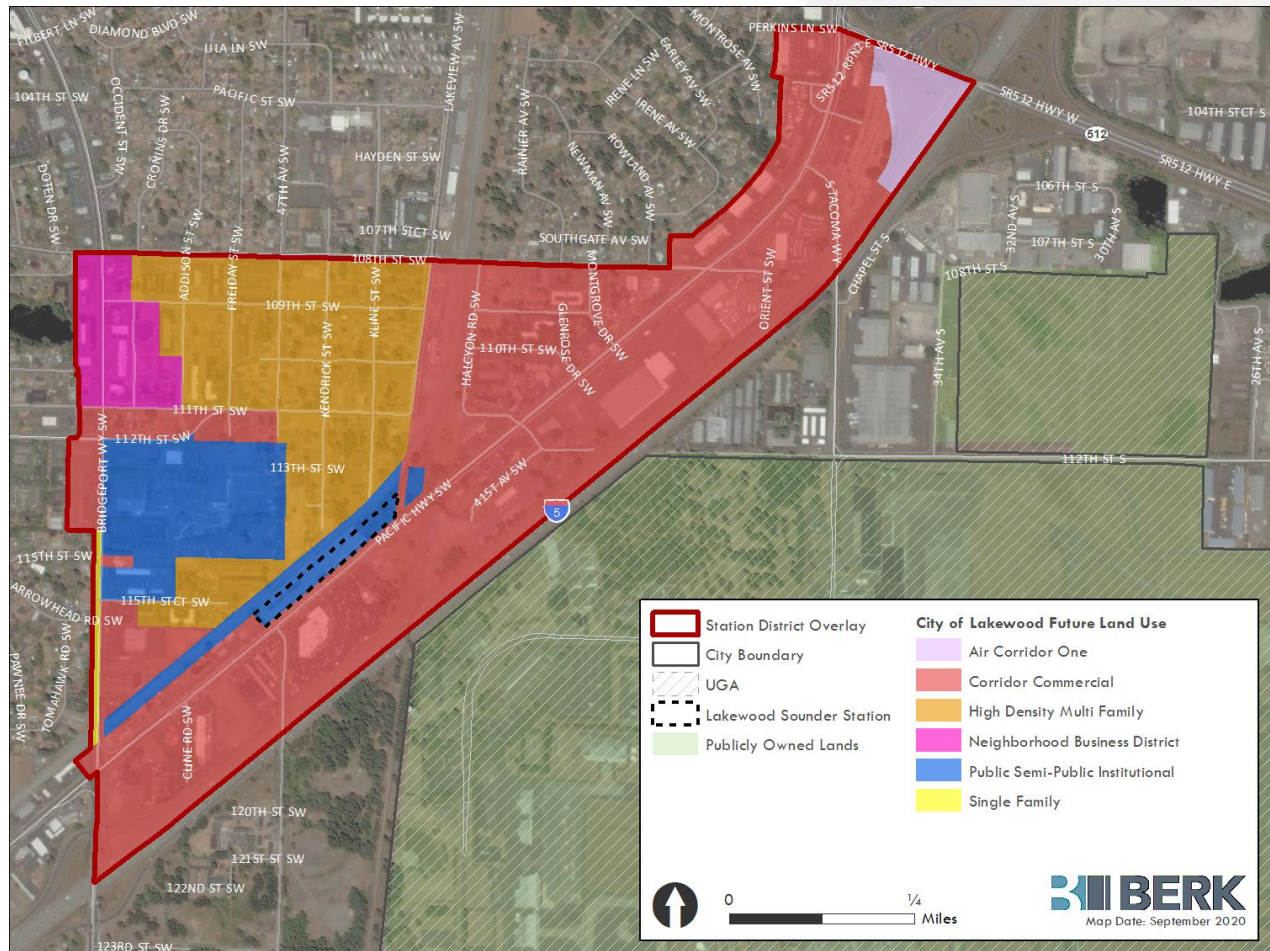 PERKINS LN SW
FILBERT LN SW
DIAMOND BLVD SW
LILA LN SW
LAKEVIEW AV SW
MONTROSE AV SW
EARLEY AV SW
IRENE LN SW
SR512 RPN2 E
SR512 HWY
SR512 HWY W
512
SR512 HWY E
104TH STCT S
104TH ST SW
OCCIDENT ST SW
CRONINS DR SW
PACIFIC ST SW
47TH AV SW
HAYDEN ST SW
RAINIER AV SW
IRENE AV SW
ROWLAND AV SW
NEWMAN AV SW
DOTEN DR SW
107TH STCT SW
SOUTHGATE AV SW
108TH ST SW
S TACOMA WY
CHAPEL ST S
32ND AV S
106TH ST S
107TH ST S
30TH AV S
108TH ST S
ADDISON ST SW
FREIDAY ST SW
109TH ST SW
KLINE ST SW
KENDRICK ST SW
HALCYON RD SW
110TH ST SW
GLENROSE DR SW
MONTGROVE DR SW
ORIENT ST SW
34TH AV S
26TH AV S
111TH ST SW
112TH ST SW
112TH ST S
BRIDGEPORT WY SW
113TH ST SW
PACIFIC HWY SW
41ST AV SW
5
115TH ST SW
115TH STCT SW
ARROWHEAD RD SW
PAWNEE DR SW
TOMAHAWK RD SW
CLINE RD SW
120TH ST SW
121ST ST SW
122ND ST SW
123RD ST SW
Station District Overlay
City Boundary
UGA
Lakewood Sounder Station
Publicly Owned Lands
City of Lakewood Future Land Use
Air Corridor One
Corridor Commercial
High Density Multi Family
Neighborhood Business District
Public Semi-Public Institutional
Single Family
0 ¼
Miles
BERK
Map Date: September 2020